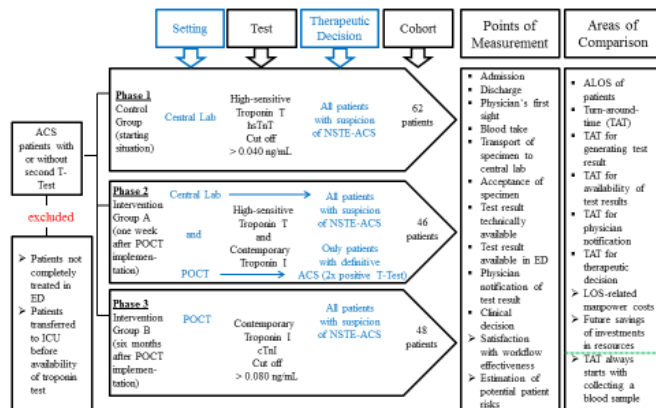 Setting
Test
Therapeutic
Decision
Cohort
Points of
Measurement
Areas of
Comparison
ACS
patients with
or without
second T-
Test
excluded
➢ Patients not
completely
treated in
ED
➢ Patients
transferred to
ICU
before
availability of
troponin test
Phase 1
Control
Group
(starting
situation)
Central Lab
High-sensitive
Troponin T
hsTnT
Cut off
> 0.040 ng/mL
All patients
with suspicion
of NSTE-ACS
62
patients
Phase 2
Intervention
Group A
(one week
after POCT
implemen-
tation)
Central Lab
and
POCT
High-sensitive
Troponin T
and
Contemporary
Troponin I
All patients
with suspicion
of NSTE-ACS
Only patients
with definitive
ACS (2x positive T-Test)
46
patients
Phase 3
Intervention
Group B
(six months
after POCT
implemen-
tation)
POCT
Contemporary
Troponin I
cTnI
Cut off
> 0.080 ng/mL
All patients
with suspicion
of NSTE-ACS
48
patients
▪ Admission
▪ Discharge
▪ Physician's first
sight
▪ Blood take
▪ Transport of
specimen to
central lab
▪ Acceptance of
specimen
▪ Test result
technically
available
▪ Test result
available in ED
▪ Physician
notification of
test result
▪ Clinical
decision
➢ Satisfaction
with workflow
effectiveness
➢ Estimation of
potential patient
risks
▪ ALOS of
patients
▪ Turn-around-
time (TAT)
▪ TAT for
generating test
result
▪ TAT for
availability of
test results
▪ TAT for
physician
notification
▪ TAT for
therapeutic
decision
➢ LOS-related
manpower costs
➢ Future savings
of investments
in resources
➢ TAT always
starts with
collecting a
blood sample